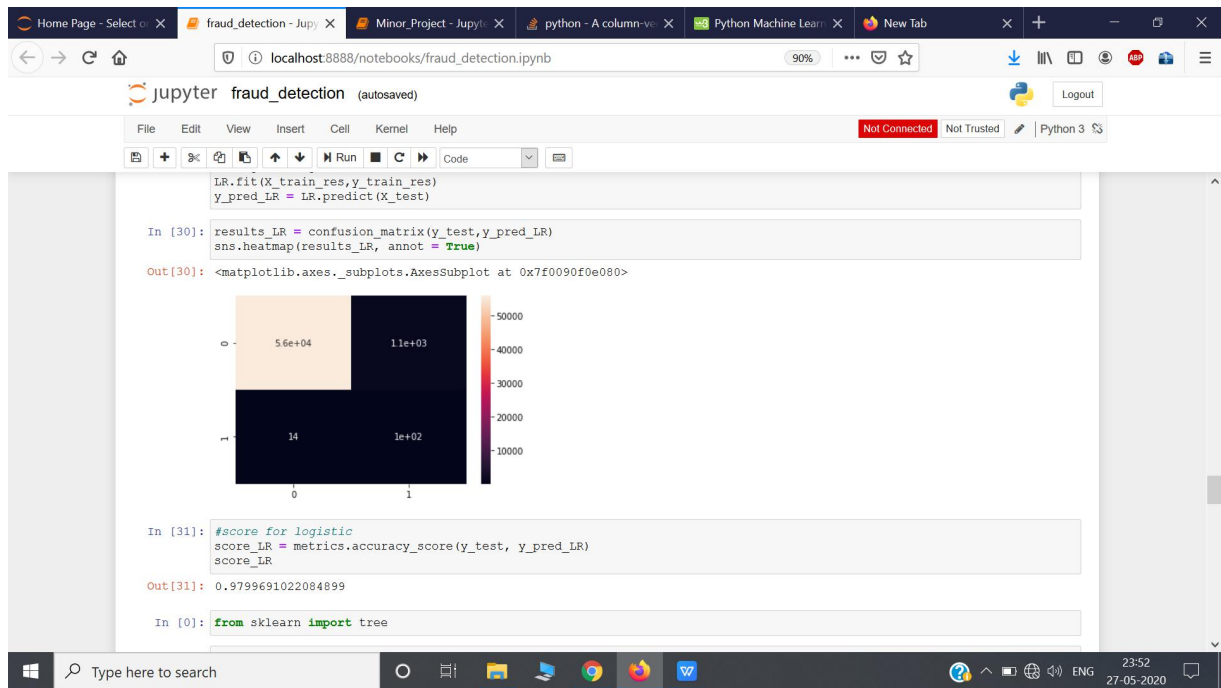 Home Page - Select o
fraud_detection - Jupy
Minor_Project - Jupyte
python - A column-ve
Python Machine Learn
New Tab
localhost:8888/notebooks/fraud_detection.ipynb
90%
ABP
jupyter fraud_detection (autosaved)
Logout
File Edit View Insert Cell Kernel Help
Not Connected Not Trusted Python 3
Run Code
LR.fit(X_train_res,y_train_res)
y_pred_LR = LR.predict(X_test)
In [30]: results_LR = confusion_matrix(y_test,y_pred_LR)
sns.heatmap(results_LR, annot = True)
Out[30]: <matplotlib.axes._subplots.AxesSubplot at 0x7f0090f0e080>
50000
0 5.6e+04 1.1e+03
40000
30000
20000
1 14 1e+02
10000
0 1
In [31]: #score for logistic
score_LR = metrics.accuracy_score(y_test, y_pred_LR)
score_LR
Out[31]: 0.9799691022084899
In [0]: from sklearn import tree
Type here to search
ENG
23:52
27-05-2020